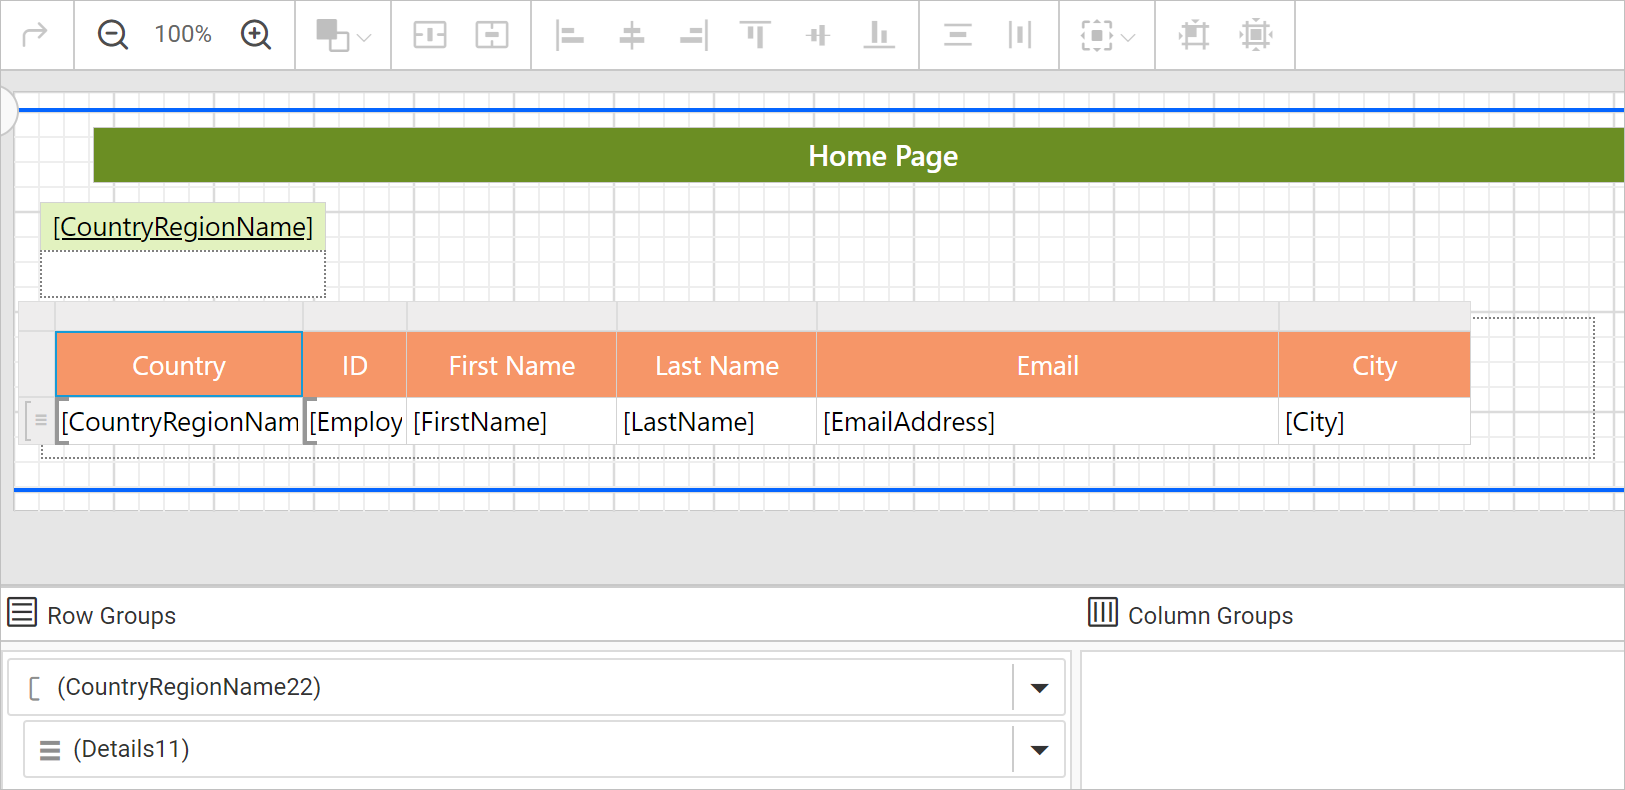 100%
Home Page
[CountryRegionName]
Country ID First Name Last Name Email City
[CountryRegionNam [Employ [FirstName] [LastName] [EmailAddress] [City]
Row Groups Column Groups
(CountryRegionName22)
(Details11)